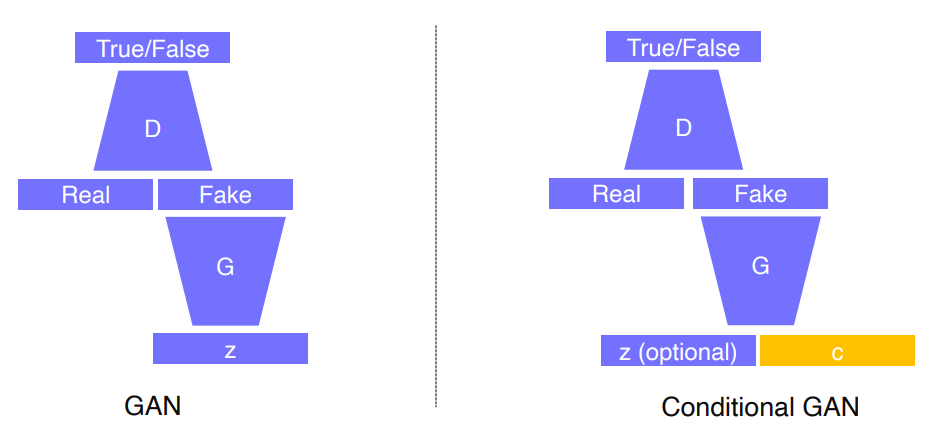 True/False
D
Real
Fake
G
z
GAN
True/False
D
Real
Fake
G
z (optional)
c
Conditional GAN